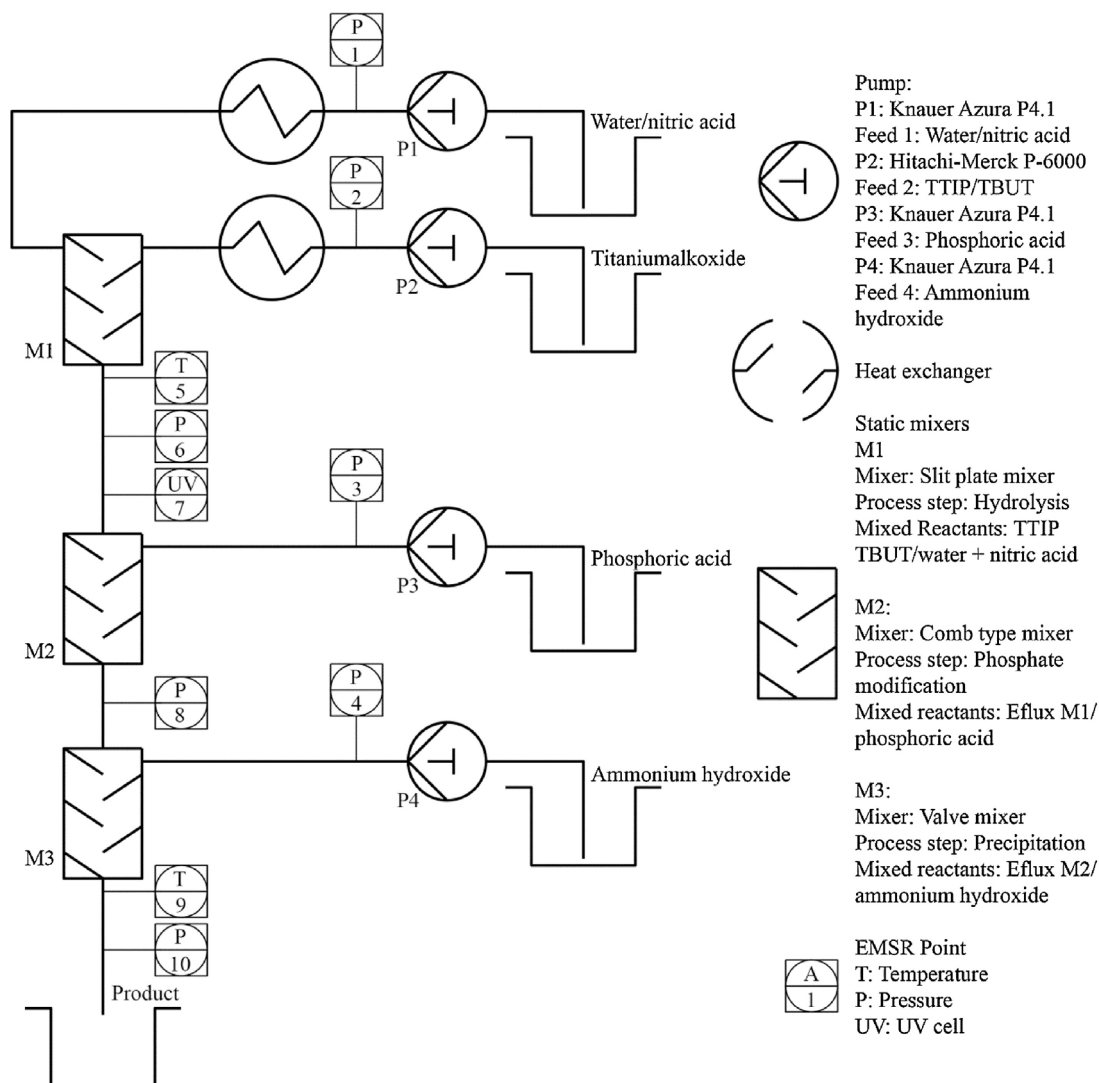 P
1
P1
Water/nitric acid
P
2
P2
Titaniumalkoxide
M1
T
5
P
6
UV
7
P
3
P3
Phosphoric acid
M2
P
8
P
4
P4
Ammonium hydroxide
M3
T
9
P
10
Product
Pump:
P1: Knauer Azura P4.1
Feed 1: Water/nitric acid
P2: Hitachi-Merck P-6000
Feed 2: TTIP/TBUT
P3: Knauer Azura P4.1
Feed 3: Phosphoric acid
P4: Knauer Azura P4.1
Feed 4: Ammonium
hydroxide
Heat exchanger
Static mixers
M1
Mixer: Slit plate mixer
Process step: Hydrolysis
Mixed Reactants: TTIP
TBUT/water + nitric acid
M2:
Mixer: Comb type mixer
Process step: Phosphate
modification
Mixed reactants: Eflux M1/
phosphoric acid
M3:
Mixer: Valve mixer
Process step: Precipitation
Mixed reactants: Eflux M2/
ammonium hydroxide
EMSR Point
A
1
T: Temperature
P: Pressure
UV: UV cell